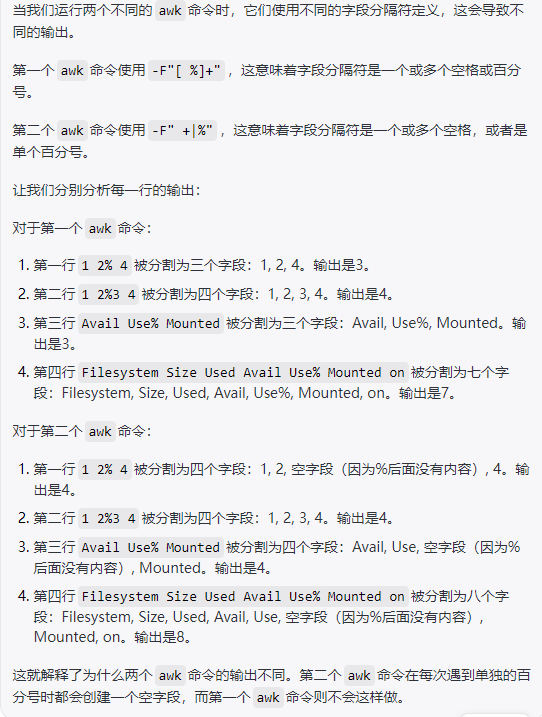 当我们运行两个不同的 awk 命令时，它们使用不同的字段分隔符定义，这会导致不
同的输出。
第一个 awk 命令使用 -F"[ %]+" ，这意味着字段分隔符是一个或多个空格或百分
号。
第二个 awk 命令使用 -F" +|%" ，这意味着字段分隔符是一个或多个空格，或者是
单个百分号。
让我们分别分析每一行的输出：
对于第一个 awk 命令：
1. 第一行 1 2% 4 被分割为三个字段：1, 2, 4。输出是3。
2. 第二行 1 2%3 4 被分割为四个字段：1, 2, 3, 4。输出是4。
3. 第三行 Avail Use% Mounted 被分割为三个字段：Avail, Use%, Mounted。输
出是3。
4. 第四行 Filesystem Size Used Avail Use% Mounted on 被分割为七个字
段：Filesystem, Size, Used, Avail, Use%, Mounted, on。输出是7。
对于第二个 awk 命令：
1. 第一行 1 2% 4 被分割为四个字段：1, 2, 空字段（因为%后面没有内容）, 4。输
出是4。
2. 第二行 1 2%3 4 被分割为四个字段：1, 2, 3, 4。输出是4。
3. 第三行 Avail Use% Mounted 被分割为四个字段：Avail, Use, 空字段（因为%
后面没有内容）, Mounted。输出是4。
4. 第四行 Filesystem Size Used Avail Use% Mounted on 被分割为八个字
段：Filesystem, Size, Used, Avail, Use, 空字段（因为%后面没有内容）,
Mounted, on。输出是8。
这就解释了为什么两个 awk 命令的输出不同。第二个 awk 命令在每次遇到单独的百
分号时都会创建一个空字段，而第一个 awk 命令则不会这样做。